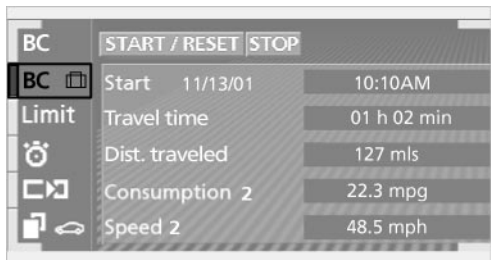 BC START / RESET STOP
BC Start 11/13/01 10:10AM
Limit Travel time 01 h 02 min
Dist. traveled 127 mls
Consumption 2 22.3 mpg
Speed 2 48.5 mph